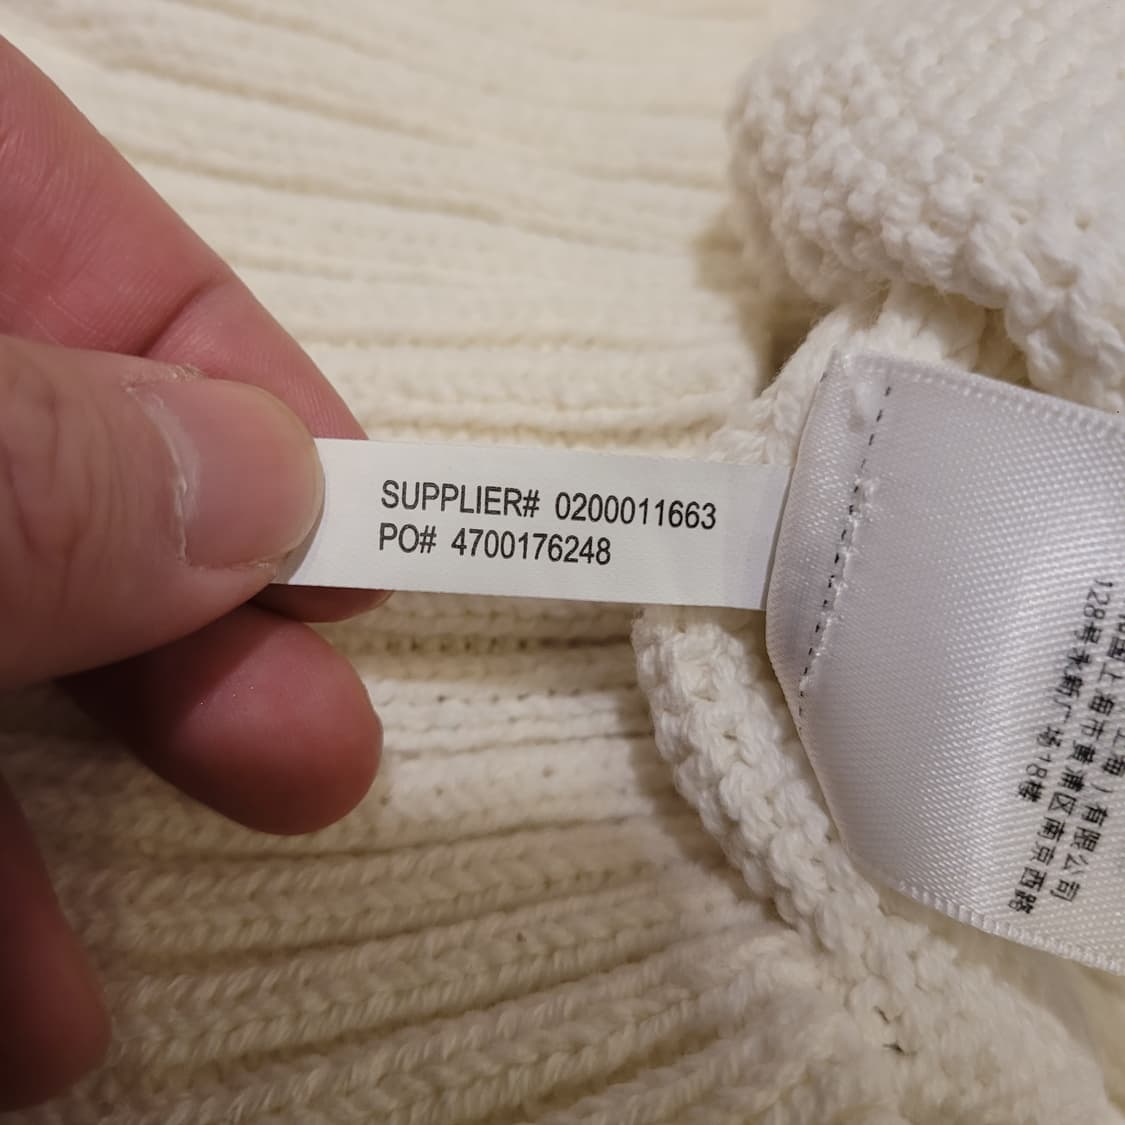 SUPPLIER# 0200011663
PO# 4700176248
上海）有限公司
国上海市黄浦区南京西路
128号永新广场18楼